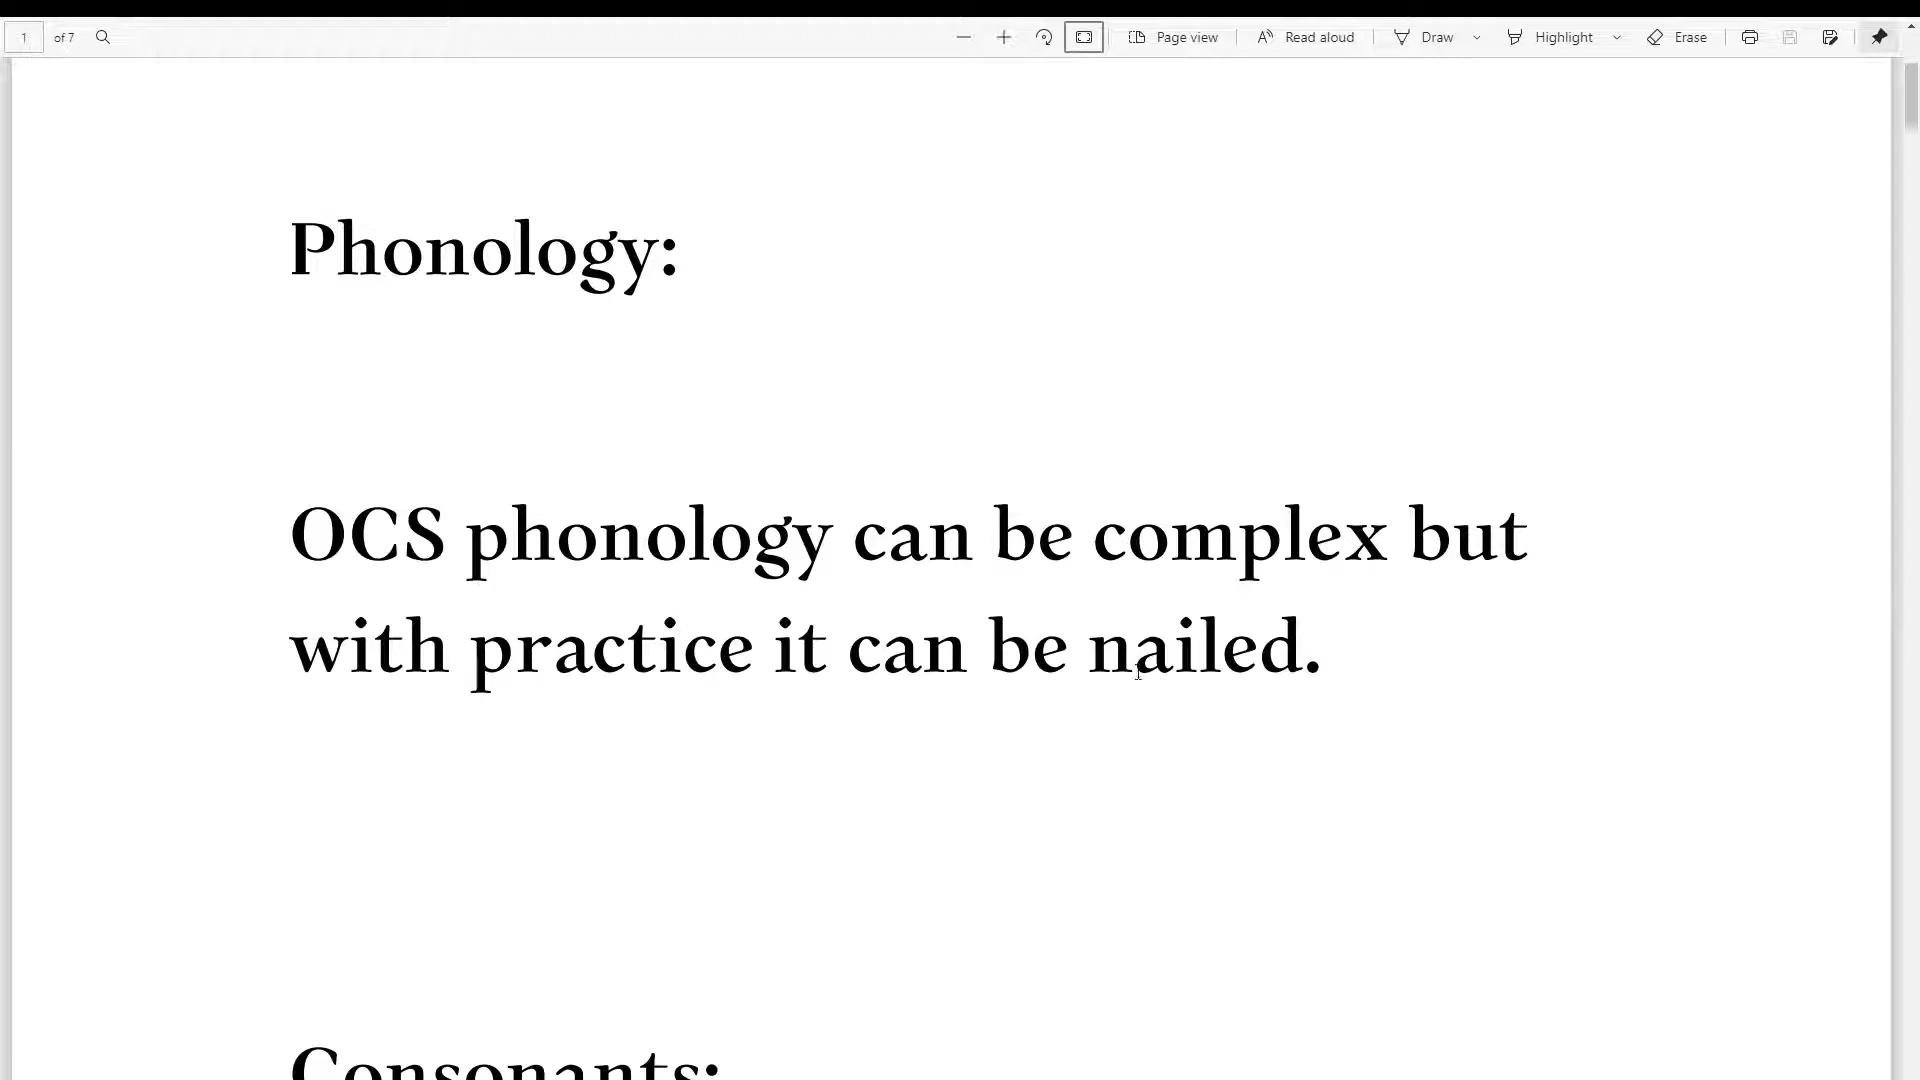 1 of 7 Page view Read aloud Draw Highlight Erase
Phonology:
OCS phonology can be complex but
with practice it can be nailed.
Consonants: